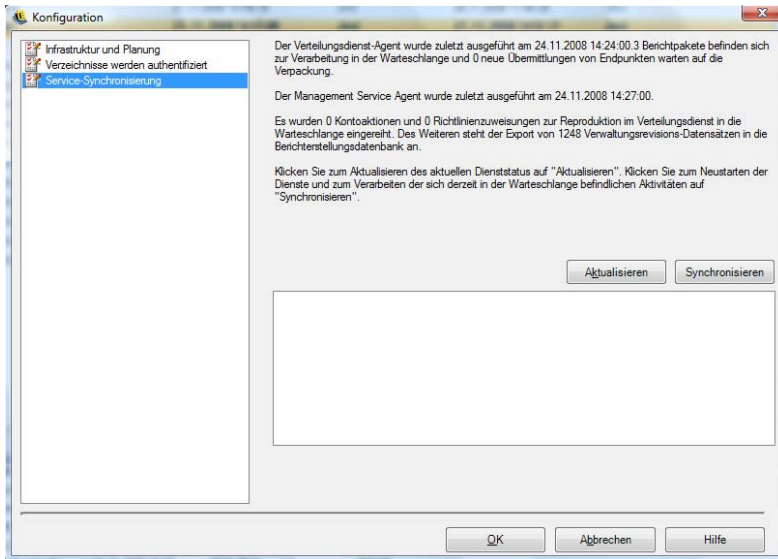 Konfiguration
Infrastruktur und Planung
Verzeichnisse werden authentifiziert
Service-Synchronisierung
Der Verteilungsdienst-Agent wurde zuletzt ausgeführt am 24.11.2008 14:24:00.3 Berichtpakete befinden sich
zur Verarbeitung in der Warteschlange und 0 neue Übermittlungen von Endpunkten warten auf die
Verpackung.
Der Management Service Agent wurde zuletzt ausgeführt am 24.11.2008 14:27:00.
Es wurden 0 Kontoaktionen und 0 Richtlinienzuweisungen zur Reproduktion im Verteilungsdienst in die
Warteschlange eingereiht. Des Weiteren steht der Export von 1248 Verwaltungsrevisions-Datensätzen in die
Berichterstellungsdatenbank an.
Klicken Sie zum Aktualisieren des aktuellen Dienststatus auf "Aktualisieren". Klicken Sie zum Neustarten der
Dienste und zum Verarbeiten der sich derzeit in der Warteschlange befindlichen Aktivitäten auf
"Synchronisieren".
Aktualisieren Synchronisieren
OK Abbrechen Hilfe